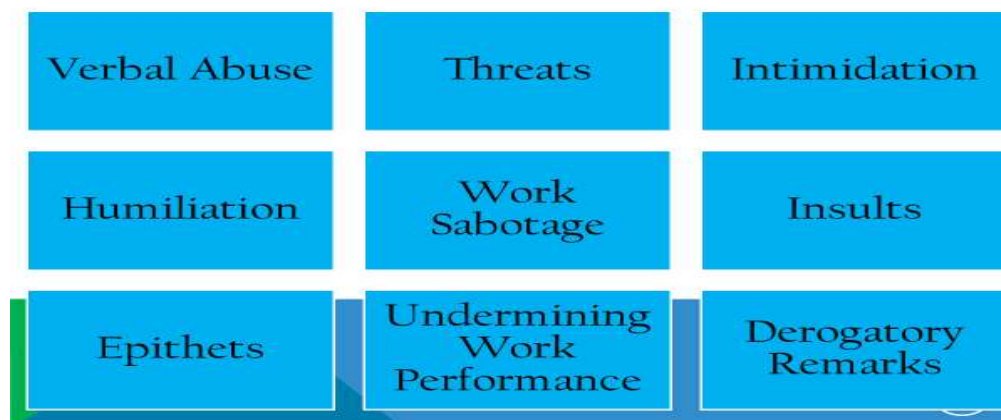 Verbal Abuse
Threats
Intimidation
Humiliation
Work
Sabotage
Insults
Epithets
Undermining
Work
Performance
Derogatory
Remarks